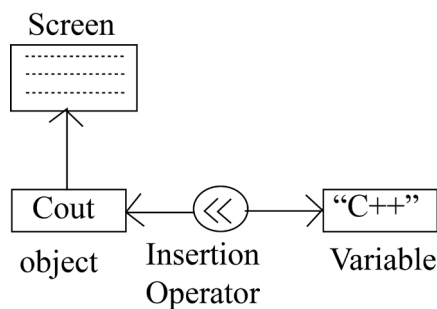 Screen
Cout
<<
“C++”
object
Insertion
Operator
Variable